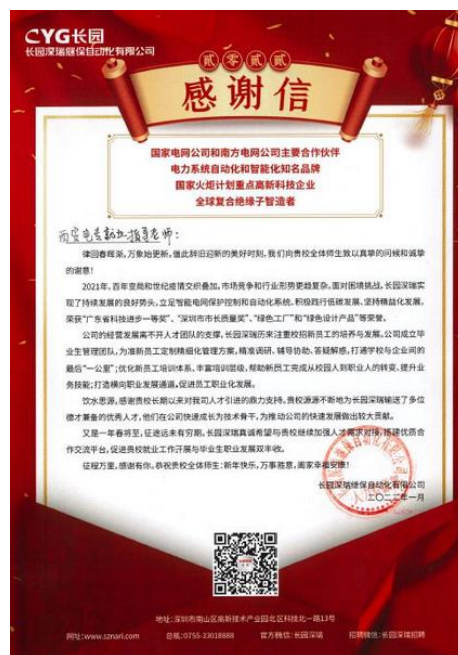 CYG长园
长园深瑞继保自动化有限公司
贰零贰贰
感谢信
国家电网公司和南方电网公司主要合作伙伴
电力系统自动化和智能化知名品牌
国家火炬计划重点高新科技企业
全球复合绝缘子智造者
老师：
律回春晖渐，万象始更新。值此辞旧迎新的美好时刻，我们向贵校全体师生致以真挚的问候和诚挚
的谢意！
2021年，百年变局和世纪疫情交织叠加，市场竞争和行业形势更趋复杂。面对困境挑战，长园深瑞实
现了持续发展的良好势头，立足智能电网保护控制和自动化系统、积极践行低碳发展、坚持精益化发展，
荣获“广东省科技进步一等奖”、“深圳市市长质量奖”、“绿色工厂”和“绿色设计产品”等荣誉。
公司的经营发展离不开人才团队的支撑，长园深瑞历来注重校招新员工的培养与发展。公司成立毕
业生管理团队，为准新员工定制精细化管理方案，精准调研、辅导协助、答疑解惑，打通学校与企业间的
最后“一公里”；优化新员工培训体系、丰富培训层级，帮助新员工完成从校园人到职业人的转变、提升业
务技能；打造横向职业发展通道，促进员工职业化发展。
饮水思源，感谢贵校长期以来对我司人才引进的鼎力支持。贵校源源不断地为长园深瑞输送了多位
德才兼备的优秀人才，他们在公司快速成长为技术骨干，为推动公司的快速发展做出较大贡献。
又是一年春将至，征途远未有穷期。长园深瑞真诚希望与贵校继续加强人才需求对接，搭建优质合
作交流平台，促进贵校就业工作开展与毕业生职业发展双丰收。
征程万里，感谢有你。恭祝贵校全体师生：新年快乐，万事胜意，阖家幸福安康！
长园深瑞继保自动化有限公司
二〇二二年一月
地址：深圳市南山区高新技术产业园北区科技北一路13号
网址：www.sznari.com
总机：0755-33018888
官方微信：长园深瑞
招聘微信：长园深瑞招聘